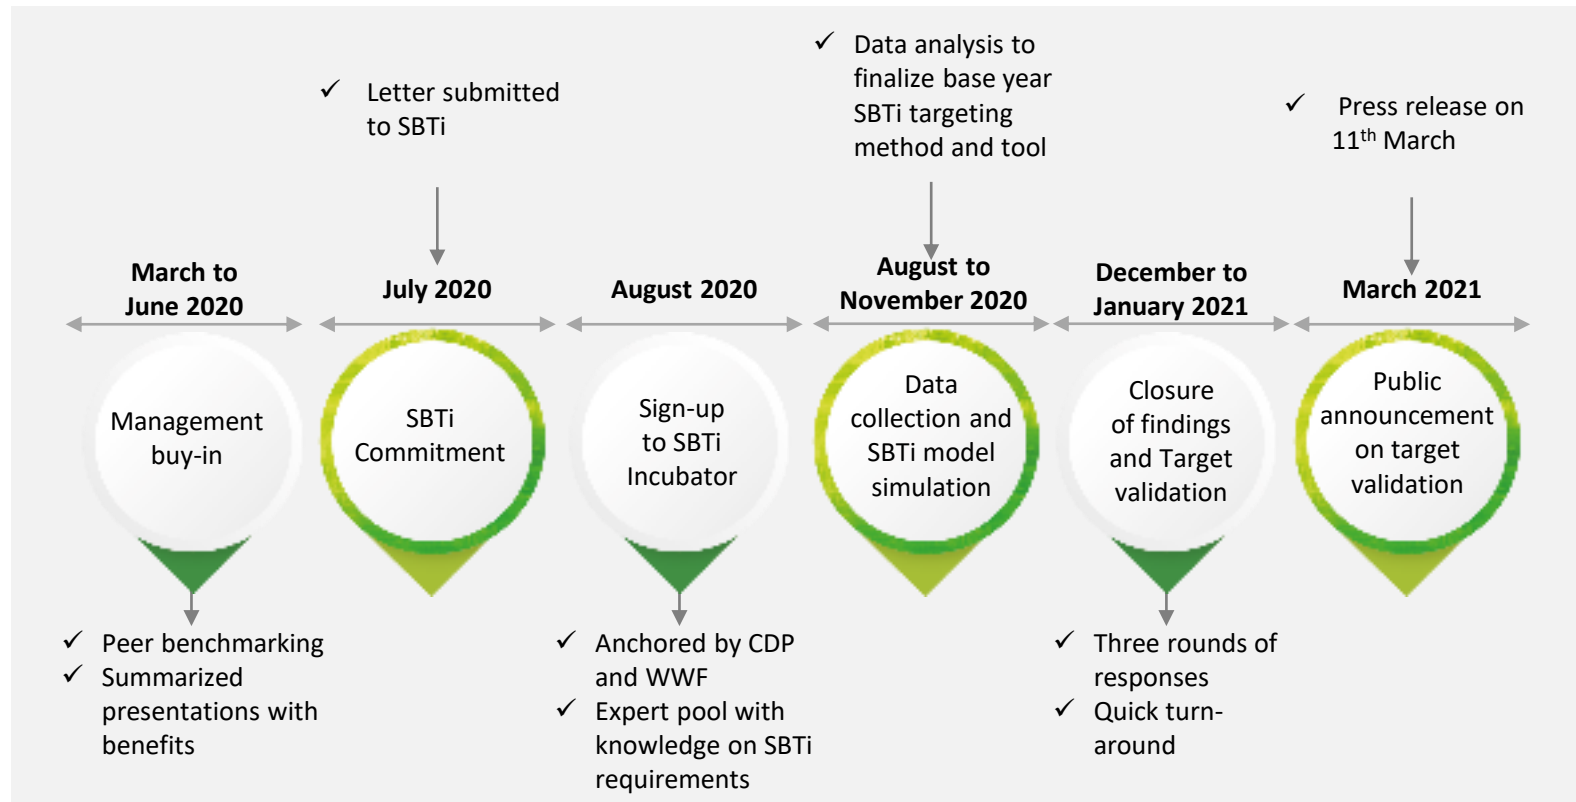 ✓ Letter submitted
to SBTi
✓ Data analysis to
finalize base year
SBTi targeting
method and tool
✓ Press release on
11th March
March to
June 2020
July 2020
August 2020
August to
November 2020
December to
January 2021
March 2021
Management
buy-in
SBTi
Commitment
Sign-up
to SBTi
Incubator
Data
collection and
SBTi model
simulation
Closure
of findings
and Target
validation
Public
announcement
on target
validation
✓ Peer benchmarking
✓ Summarized
presentations with
benefits
✓ Anchored by CDP
and WWF
✓ Expert pool with
knowledge on SBTi
requirements
✓ Three rounds of
responses
✓ Quick turn-
around